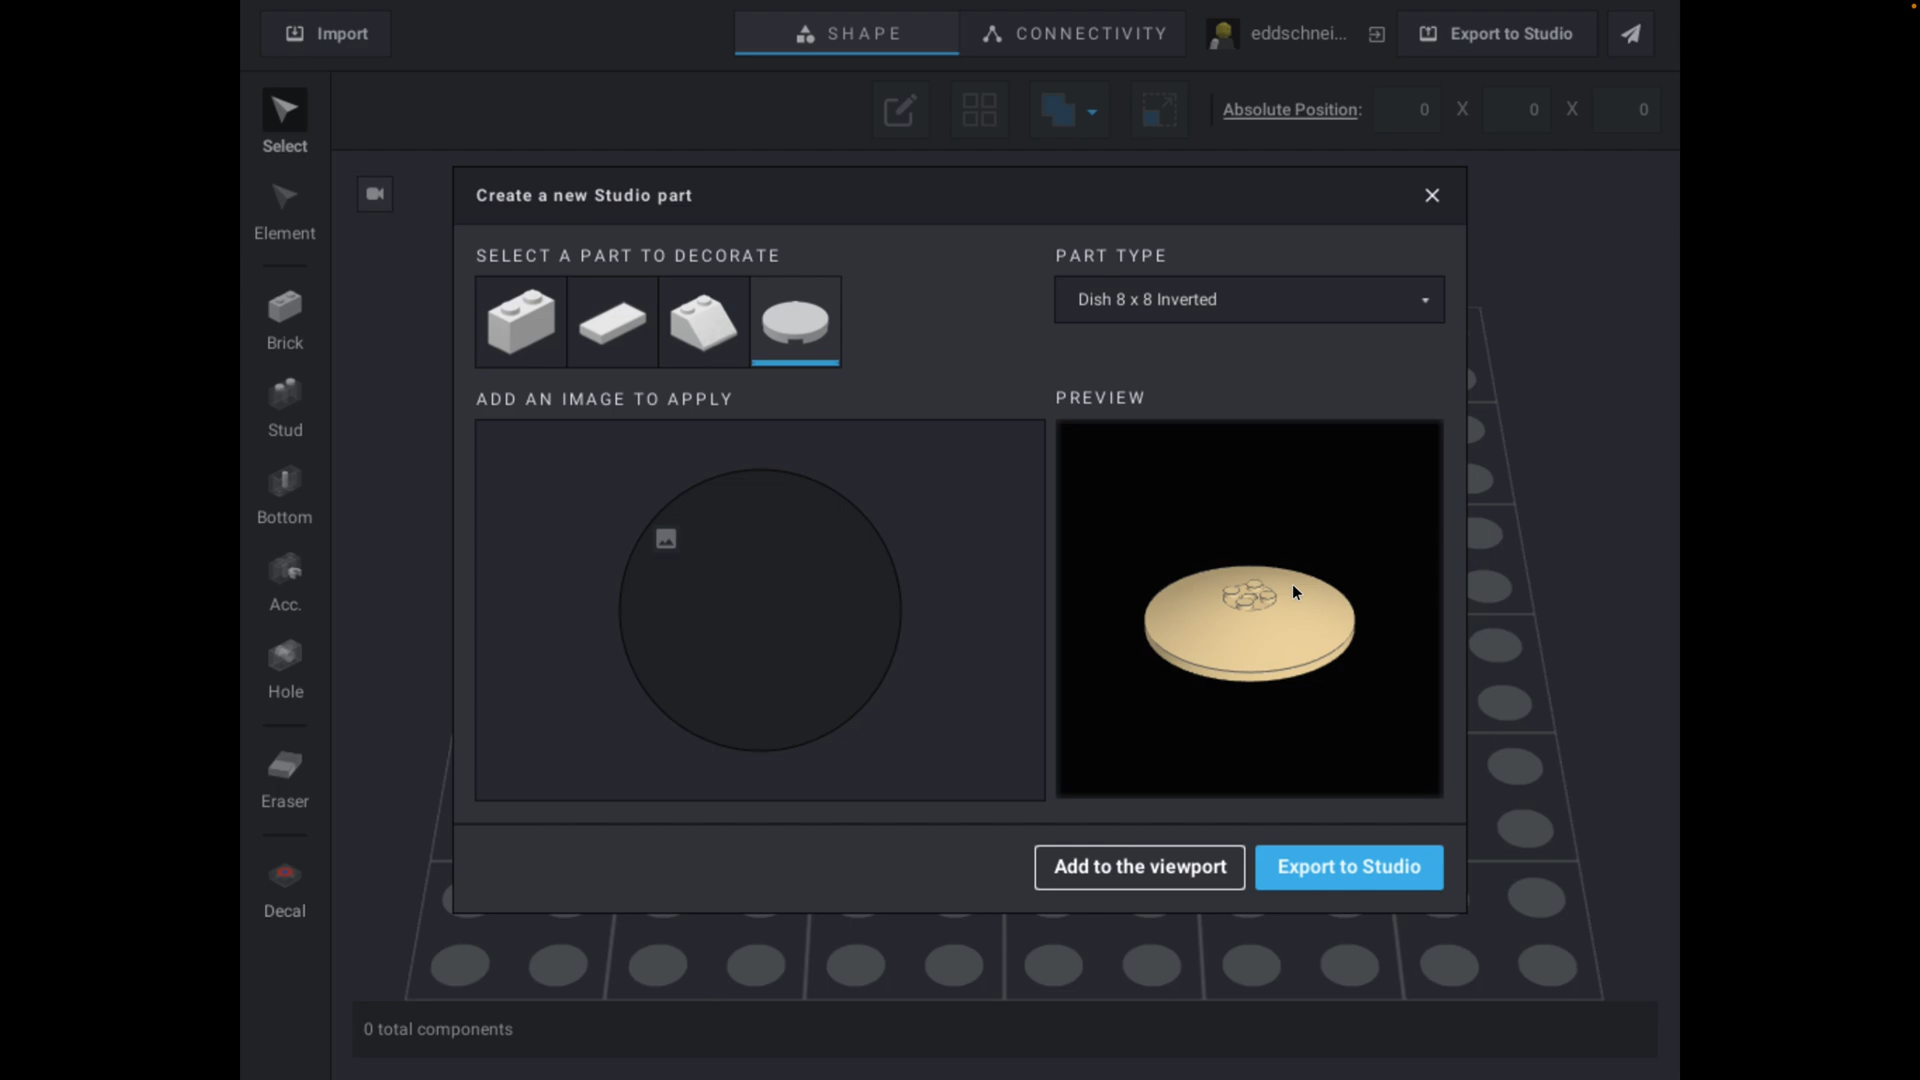 Import
SHAPE
CONNECTIVITY
eddschnei...
Export to Studio
Absolute Position: 0 X 0 X 0
Select
Element
Brick
Stud
Bottom
Acc.
Hole
Eraser
Decal
Create a new Studio part
SELECT A PART TO DECORATE
PART TYPE
Dish 8 x 8 Inverted
ADD AN IMAGE TO APPLY
PREVIEW
Add to the viewport
Export to Studio
0 total components